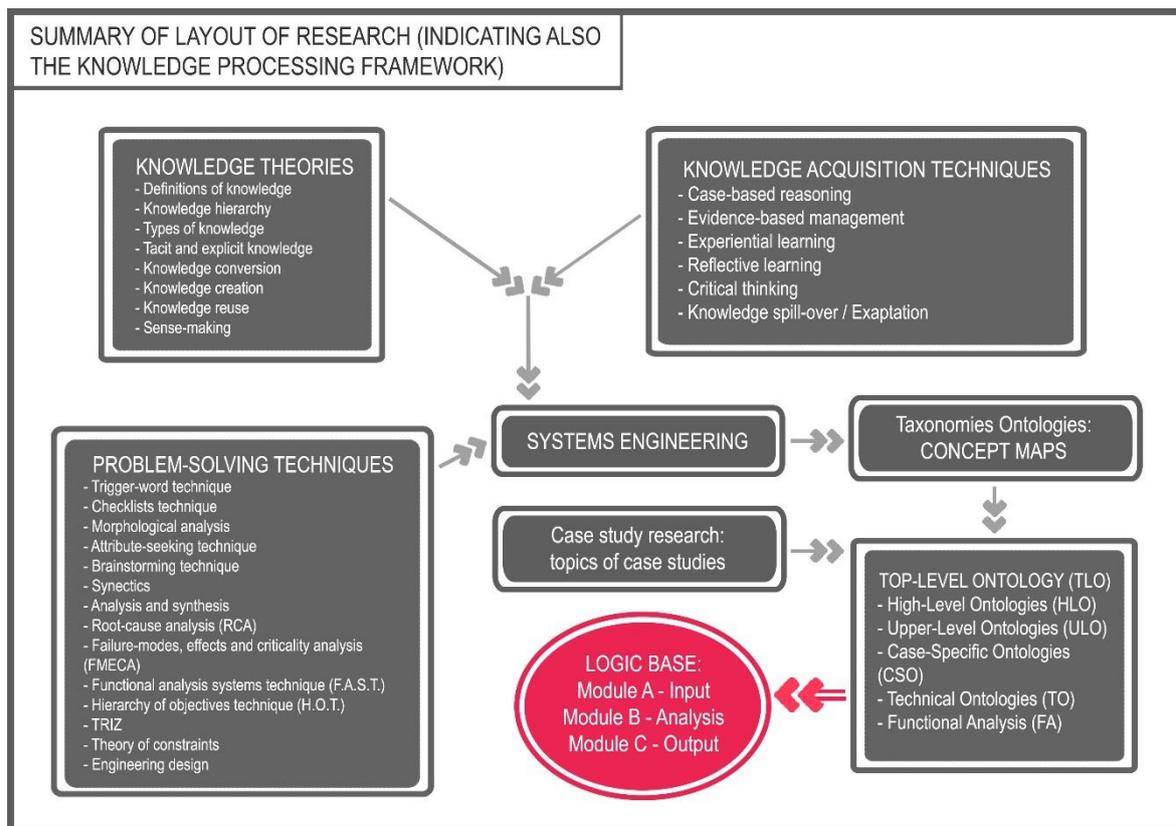 SUMMARY OF LAYOUT OF RESEARCH (INDICATING ALSO
THE KNOWLEDGE PROCESSING FRAMEWORK)
KNOWLEDGE THEORIES
- Definitions of knowledge
- Knowledge hierarchy
- Types of knowledge
- Tacit and explicit knowledge
- Knowledge conversion
- Knowledge creation
- Knowledge reuse
- Sense-making
KNOWLEDGE ACQUISITION TECHNIQUES
- Case-based reasoning
- Evidence-based management
- Experiential learning
- Reflective learning
- Critical thinking
- Knowledge spill-over / Exaptation
PROBLEM-SOLVING TECHNIQUES
- Trigger-word technique
- Checklists technique
- Morphological analysis
- Attribute-seeking technique
- Brainstorming technique
- Synectics
- Analysis and synthesis
- Root-cause analysis (RCA)
- Failure-modes, effects and criticality analysis
(FMECA)
- Functional analysis systems technique (F.A.S.T.)
- Hierarchy of objectives technique (H.O.T.)
- TRIZ
- Theory of constraints
- Engineering design
SYSTEMS ENGINEERING
Taxonomies Ontologies:
CONCEPT MAPS
Case study research:
topics of case studies
TOP-LEVEL ONTOLOGY (TLO)
- High-Level Ontologies (HLO)
- Upper-Level Ontologies (ULO)
- Case-Specific Ontologies
(CSO)
- Technical Ontologies (TO)
- Functional Analysis (FA)
LOGIC BASE:
Module A - Input
Module B - Analysis
Module C - Output